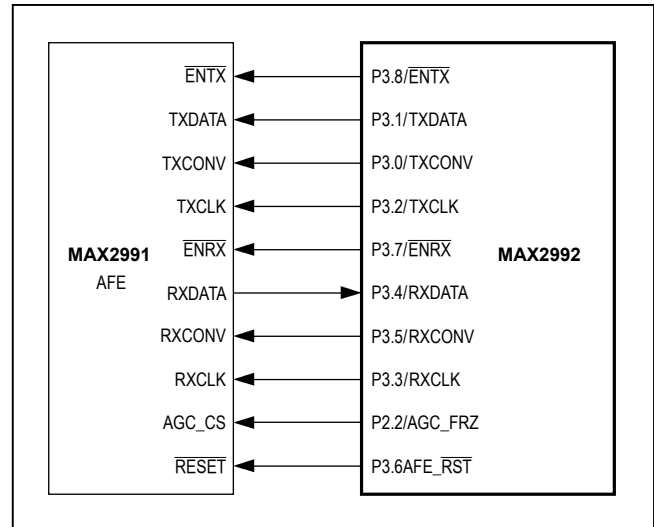 ENTX P3.8/ENTX
TXDATA P3.1/TXDATA
TXCONV P3.0/TXCONV
TXCLK P3.2/TXCLK
MAX2991 ENRX P3.7/ENRX MAX2992
AFE RXDATA P3.4/RXDATA
RXCONV P3.5/RXCONV
RXCLK P3.3/RXCLK
AGC_CS P2.2/AGC_FRZ
RESET P3.6AFE_RST